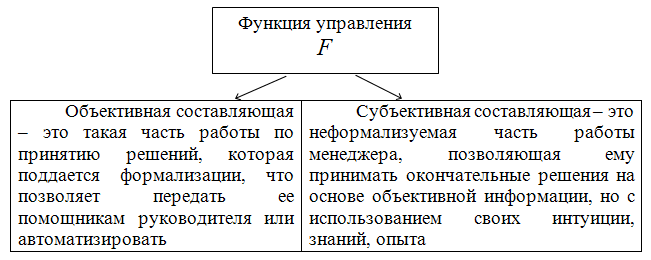 Функция управления
F
Объективная составляющая
– это такая часть работы по
принятию решений, которая
поддается формализации, что
позволяет передать ее
помощникам руководителя или
автоматизировать
Субъективная составляющая – это
неформализуемая часть работы
менеджера, позволяющая ему
принимать окончательные решения на
основе объективной информации, но с
использованием своих интуиции,
знаний, опыта